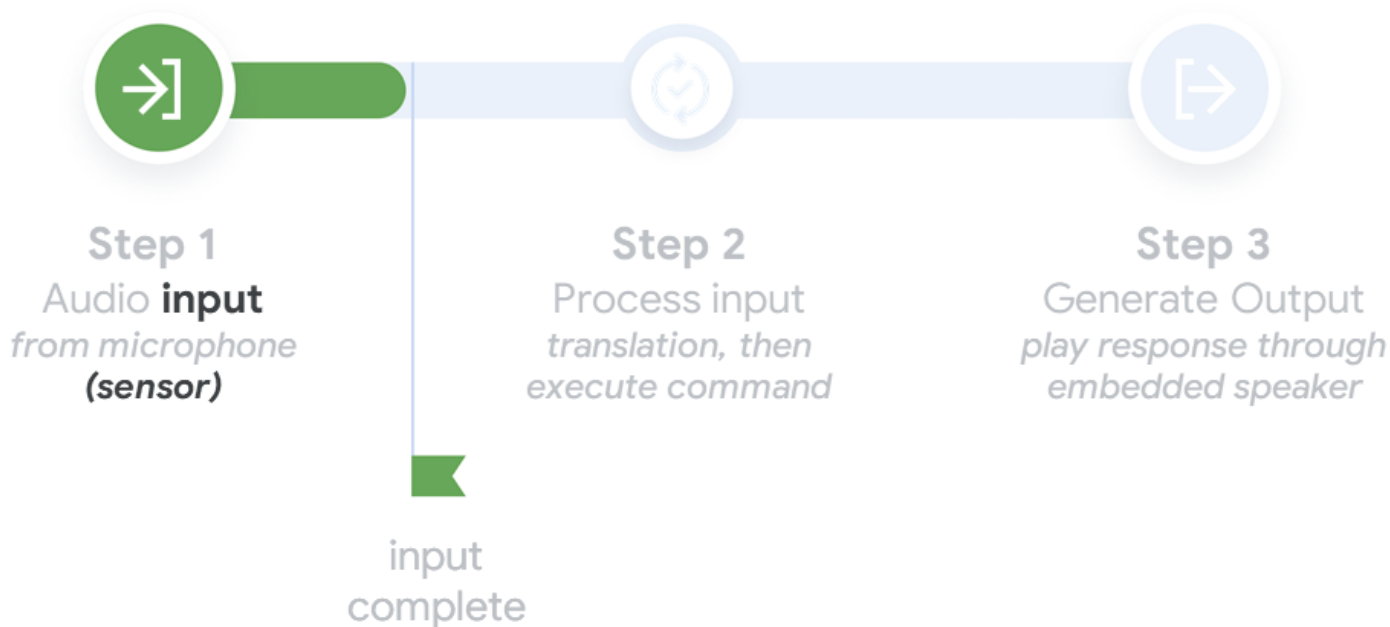 Step 1
Audio input
from microphone
(sensor)
Step 2
Process input
translation, then
execute command
Step 3
Generate Output
play response through
embedded speaker
input
complete